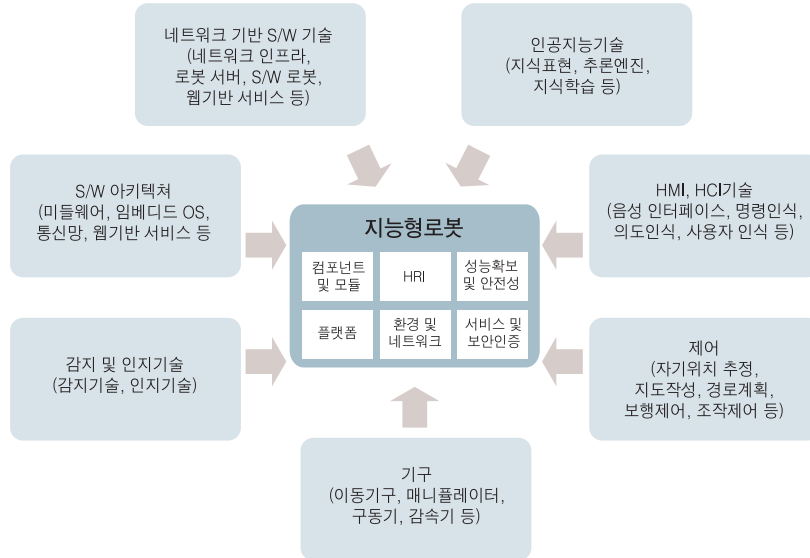 네트워크 기반 S/W 기술
(네트워크 인프라,
로봇 서버, S/W 로봇,
웹기반 서비스 등)
인공지능기술
(지식표현, 추론엔진,
지식학습 등)
S/W 아키텍쳐
(미들웨어, 임베디드 OS,
통신망, 웹기반 서비스 등
HMI, HCI기술
(음성 인터페이스, 명령인식,
의도인식, 사용자 인식 등)
지능형로봇
컴포넌트
및 모듈
HRI
성능확보
및 안전성
플랫폼
환경 및
네트워크
서비스 및
보안인증
감지 및 인지기술
(감지기술, 인지기술)
제어
(자기위치 추정,
지도작성, 경로계획,
보행제어, 조작제어 등)
기구
(이동기구, 매니퓰레이터,
구동기, 감속기 등)